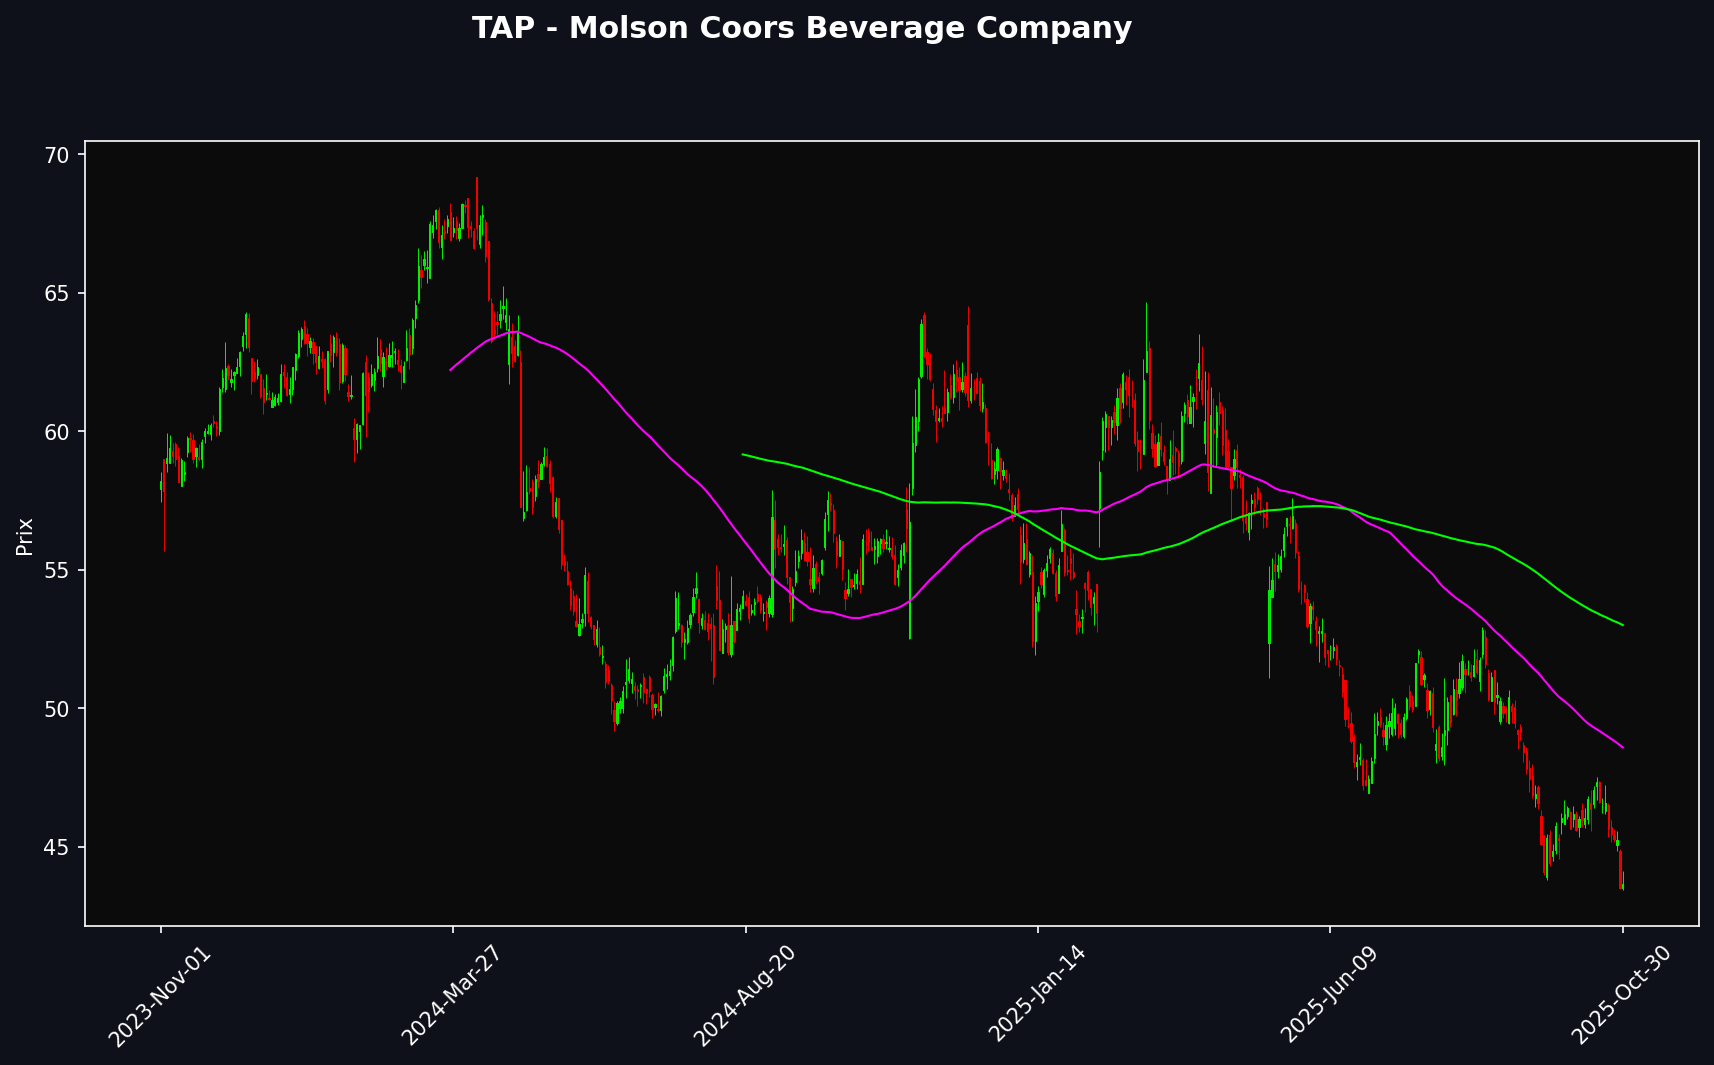 TAP - Molson Coors Beverage Company
70
65
60
55
50
45
Prix
2023-Nov-01
2024-Mar-27
2024-Aug-20
2025-Jan-14
2025-Jun-09
2025-Oct-30